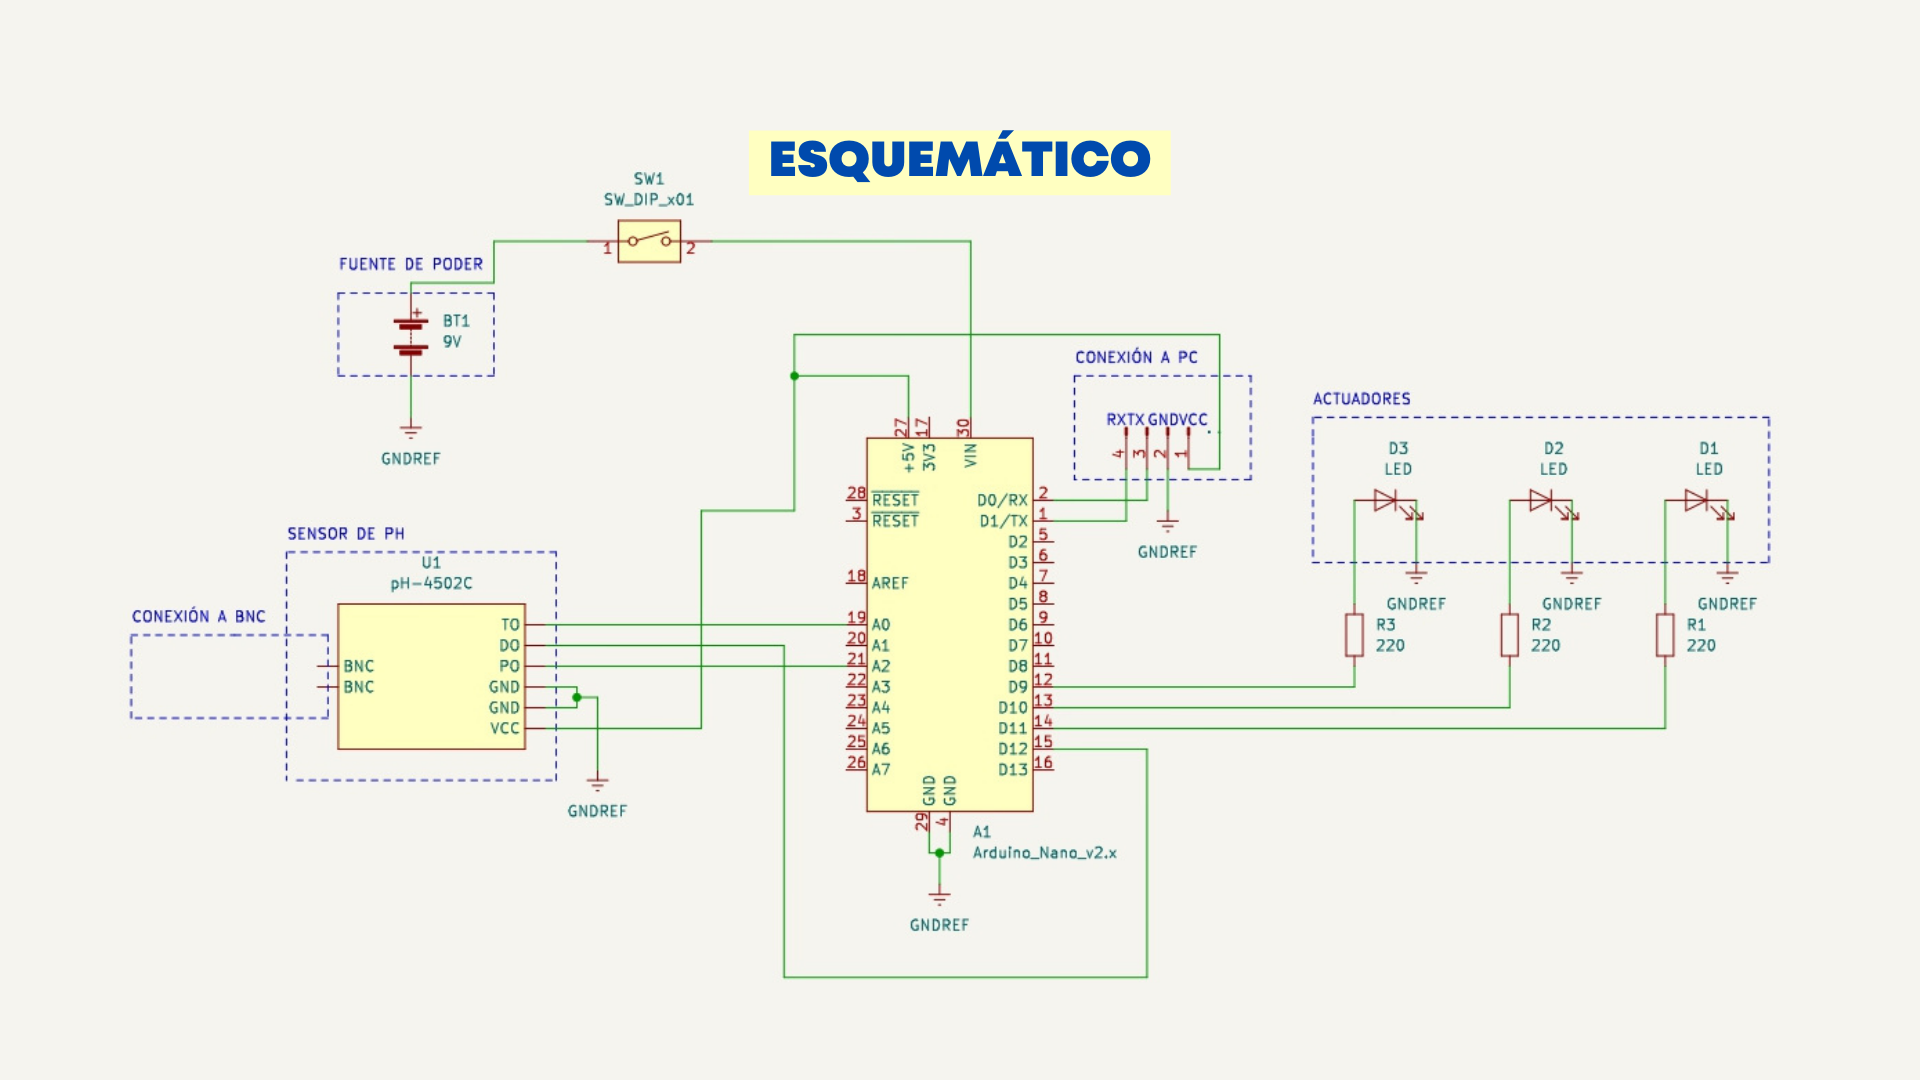 ESQUEMÁTICO
SW1
SW_DIP_x01
1
2
FUENTE DE PODER
+
BT1
9V
GNDREF
CONEXIÓN A PC
RX TX GND VCC
4 3 2 1
GNDREF
ACTUADORES
D3
LED
D2
LED
D1
LED
GNDREF
GNDREF
GNDREF
R3
220
R2
220
R1
220
SENSOR DE PH
U1
pH-4502C
CONEXIÓN A BNC
BNC
BNC
TO
DO
PO
GND
GND
VCC
GNDREF
27 17 30
+5V 3V3 VIN
28 RESET
3 RESET
18 AREF
19 A0
20 A1
21 A2
22 A3
23 A4
24 A5
25 A6
26 A7
D0/RX 2
D1/TX 1
D2 5
D3 6
D4 7
D5 8
D6 9
D7 10
D8 11
D9 12
D10 13
D11 14
D12 15
D13 16
GND GND
29 4
A1
Arduino_Nano_v2.x
GNDREF